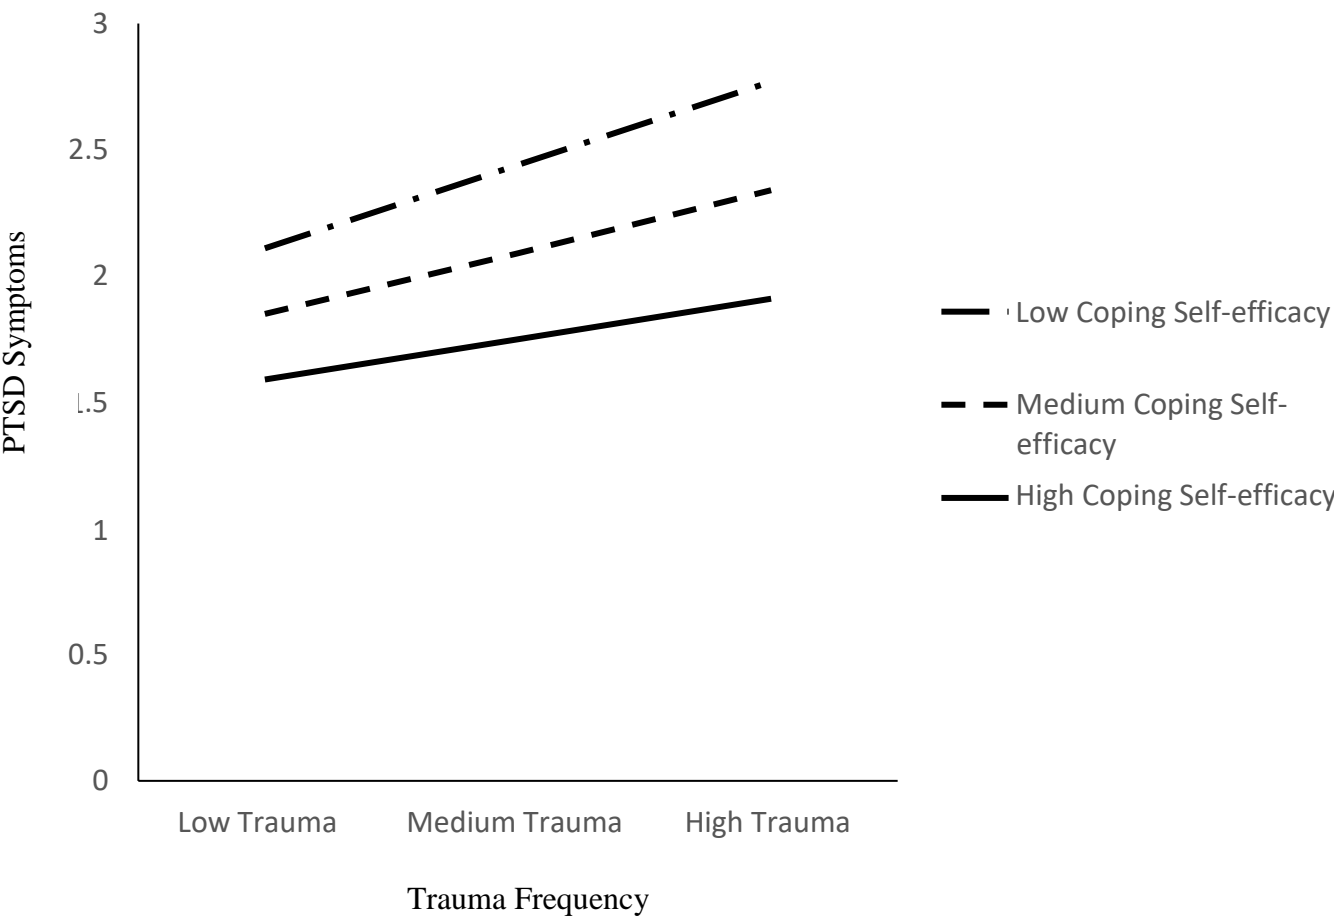 3
2.5
2
1.5
1
0.5
0
PTSD Symptoms
Low Trauma
Medium Trauma
High Trauma
Trauma Frequency
Low Coping Self-efficacy
Medium Coping Self-
efficacy
High Coping Self-efficacy